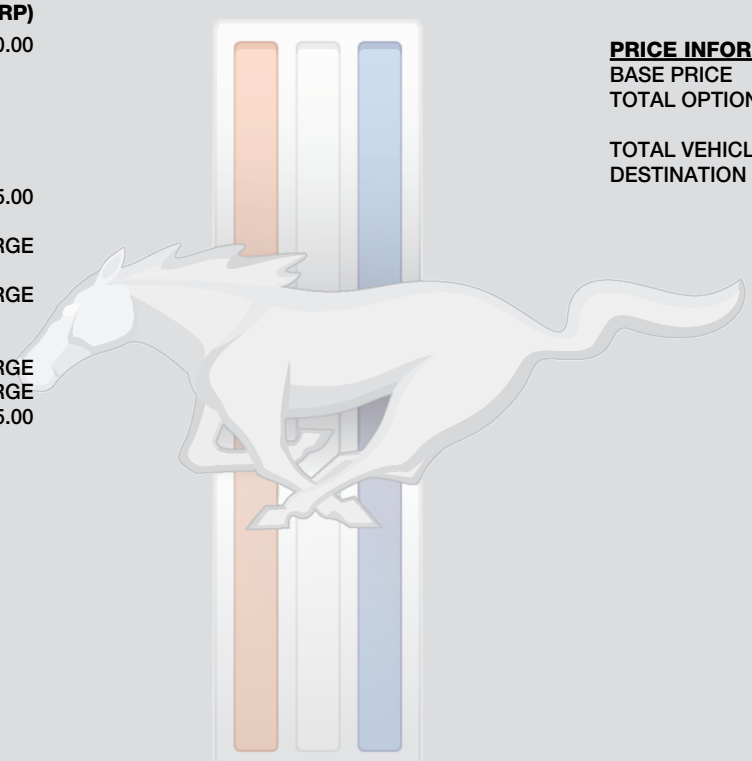 RP)
0.00
5.00
RGE
RGE
RGE
RGE
5.00
PRICE INFOR
BASE PRICE
TOTAL OPTION
TOTAL VEHICL
DESTINATION